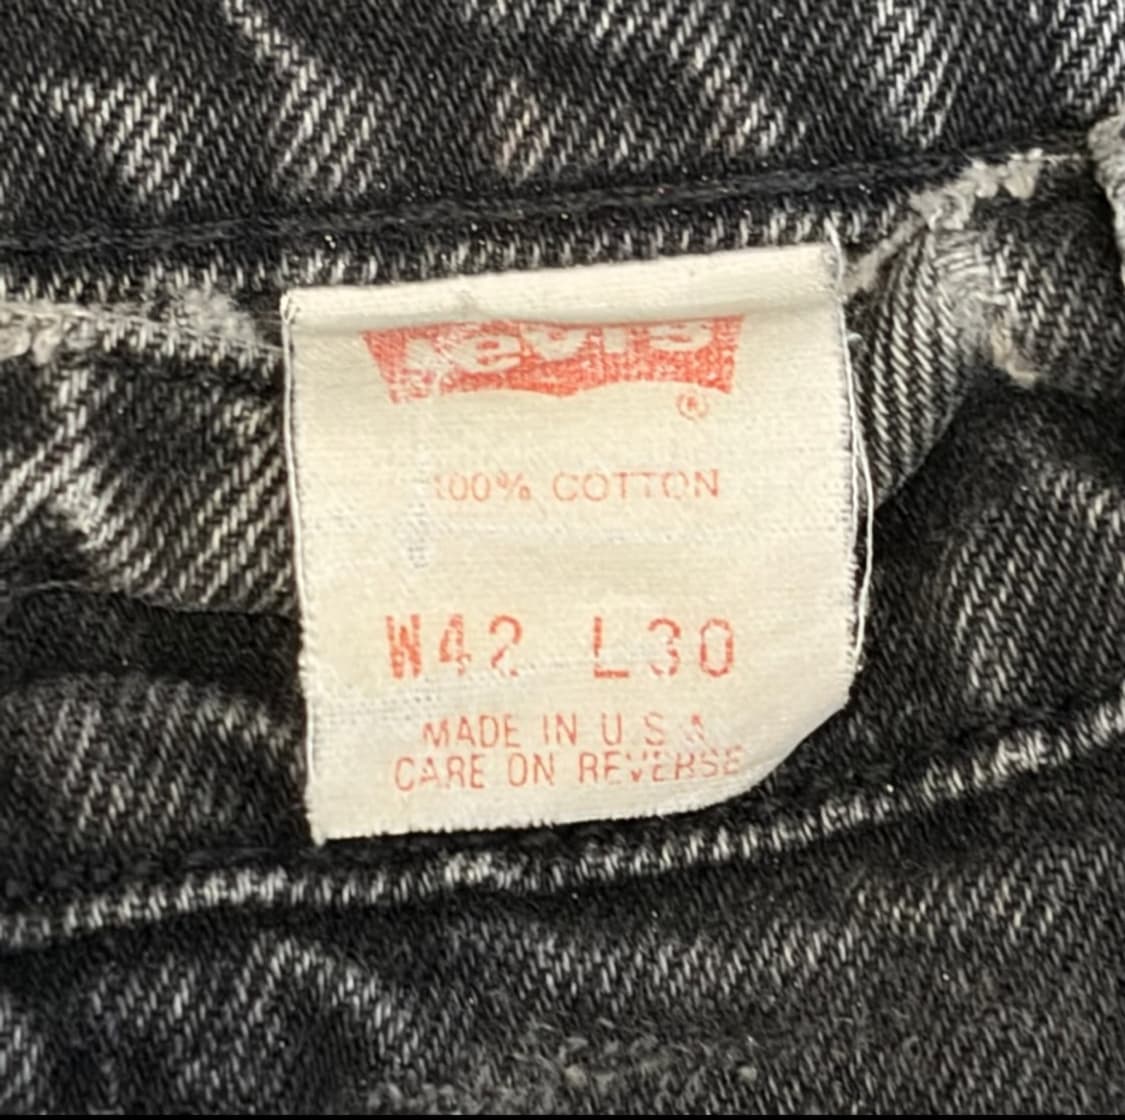 Levi's
®
100% COTTON
W42 L30
MADE IN U.S.A.
CARE ON REVERSE